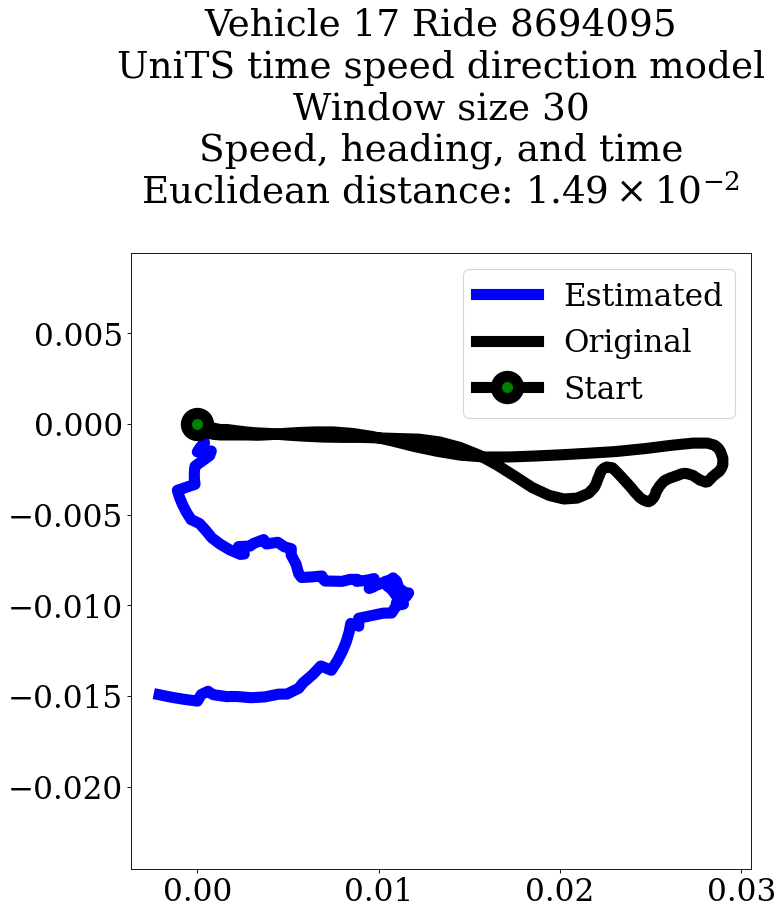 Vehicle 17 Ride 8694095
UniTS time speed direction model
Window size 30
Speed, heading, and time
Euclidean distance: 1.49 × 10⁻²
Estimated
Original
Start
0.005
0.000
−0.005
−0.010
−0.015
−0.020
0.00 0.01 0.02 0.03